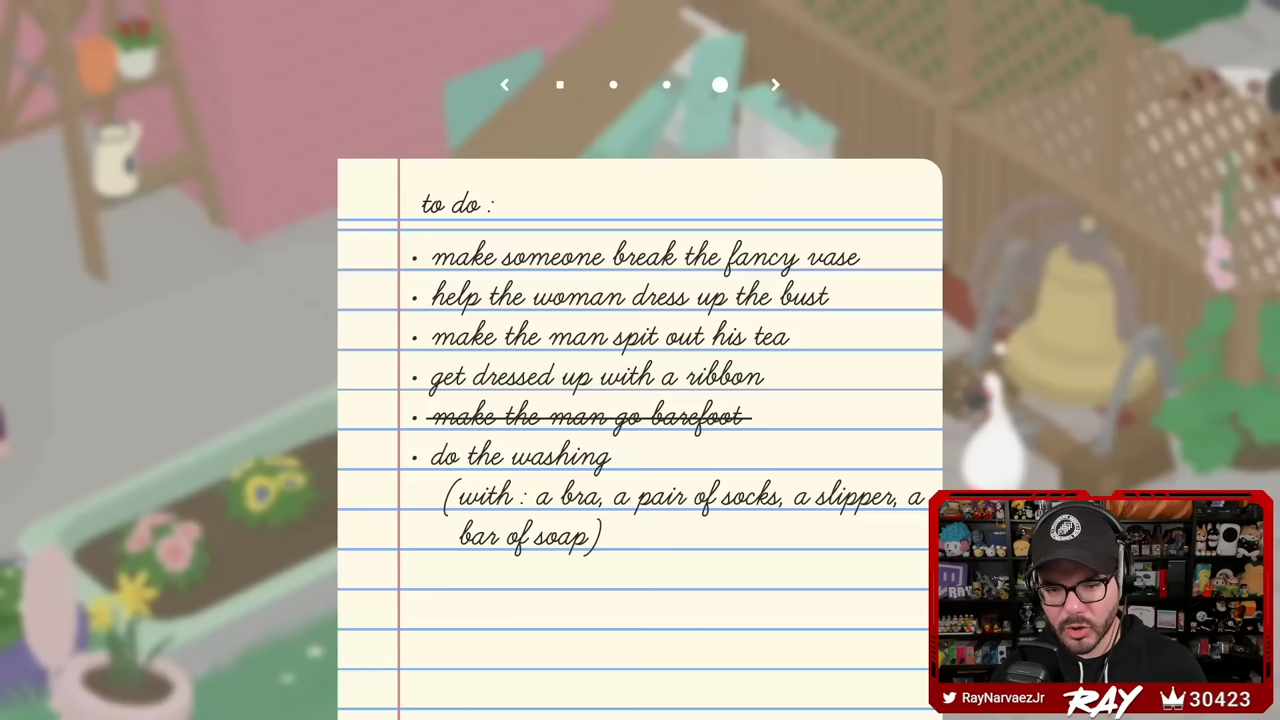 to do :
• make someone break the fancy vase
• help the woman dress up the bust
• make the man spit out his tea
• get dressed up with a ribbon
• make the man go barefoot
• do the washing
(with : a bra, a pair of socks, a slipper, a
bar of soap)
RayNarvaezJr
RAY
30423